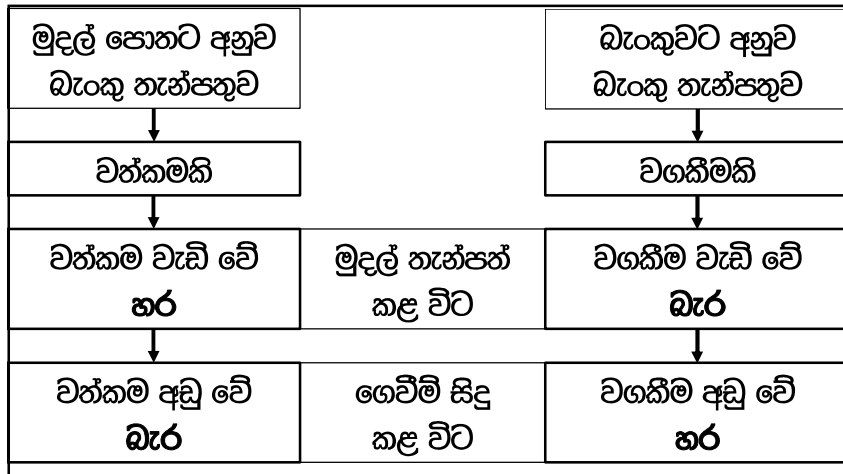 මුදල් පොතට අනුව
බැංකු තැන්පතුව
බැංකුවට අනුව
බැංකු තැන්පතුව
වත්කමකි
වගකීමකි
වත්කම වැඩි වේ
හර
මුදල් තැන්පත්
කළ විට
වගකීම වැඩි වේ
බැර
වත්කම අඩු වේ
බැර
ගෙවීම් සිදු
කළ විට
වගකීම අඩු වේ
හර